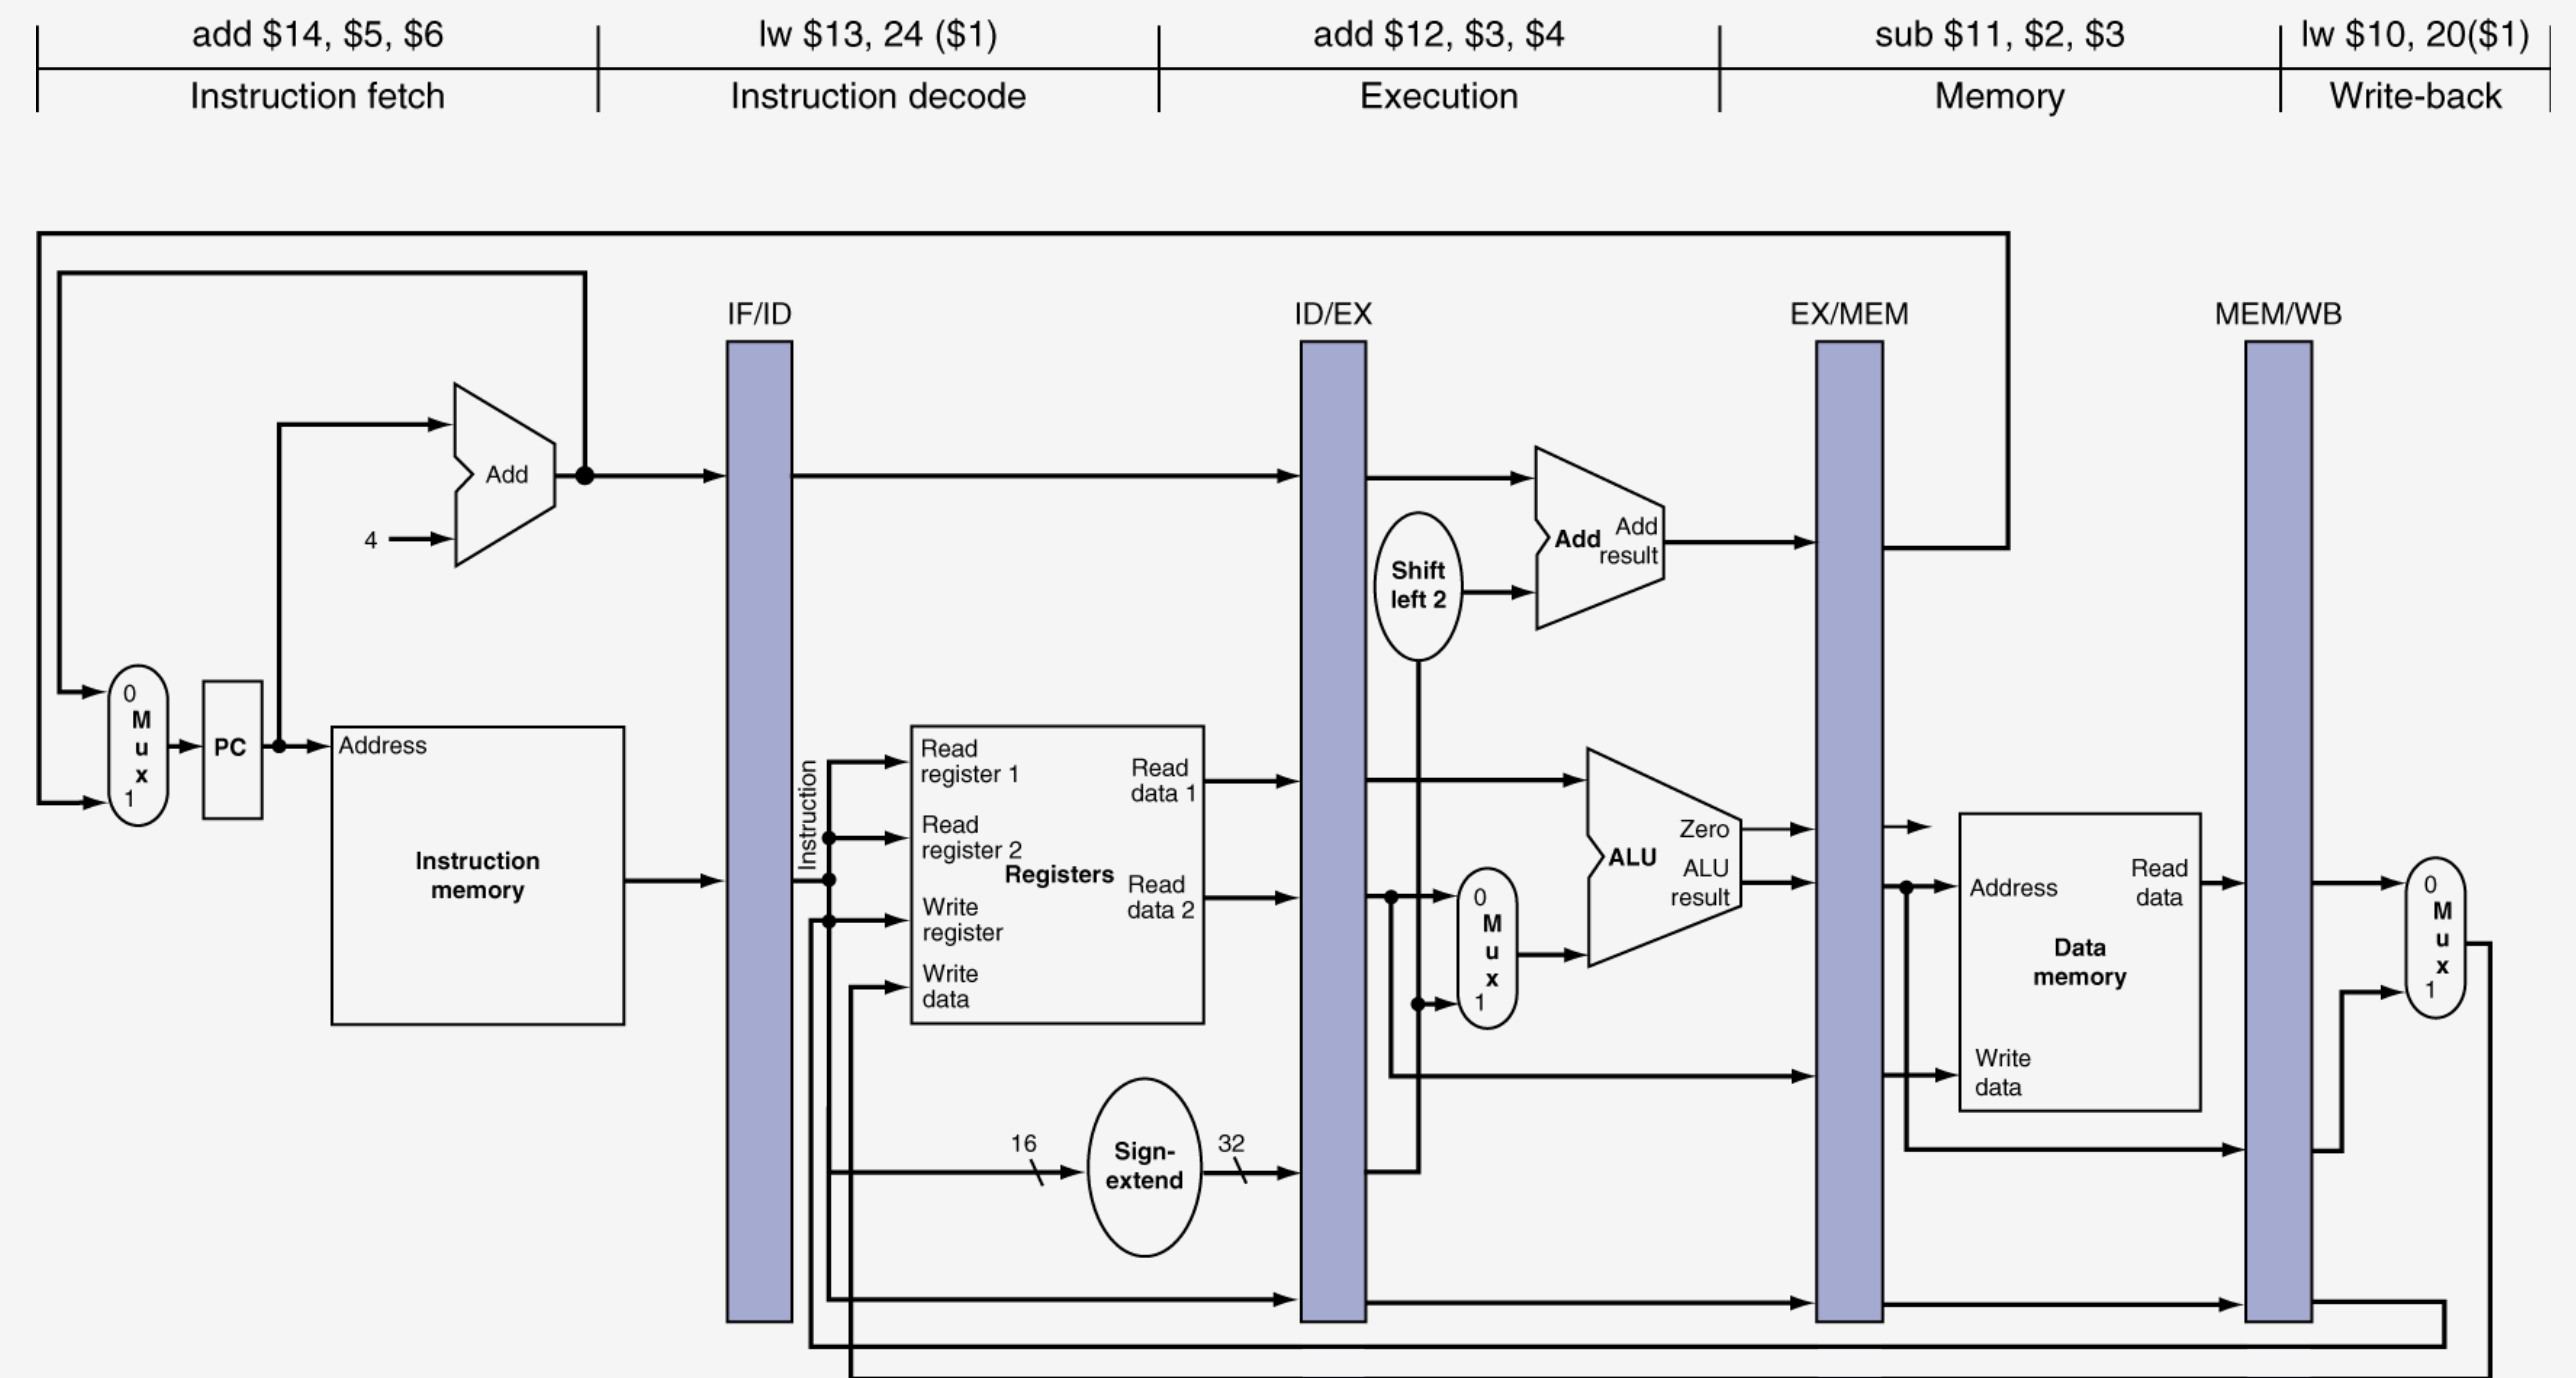 add $14, $5, $6
lw $13, 24 ($1)
add $12, $3, $4
sub $11, $2, $3
lw $10, 20($1)
Instruction fetch
Instruction decode
Execution
Memory
Write-back
IF/ID
ID/EX
EX/MEM
MEM/WB
Add
4
Add
Add
result
Shift
left 2
0
M
u
x
1
PC
Address
Instruction
memory
Instruction
Read
register 1
Read
register 2
Registers
Write
register
Write
data
Read
data 1
Read
data 2
16
Sign-
extend
32
0
M
u
x
1
ALU
Zero
ALU
result
Address
Read
data
Data
memory
Write
data
0
M
u
x
1